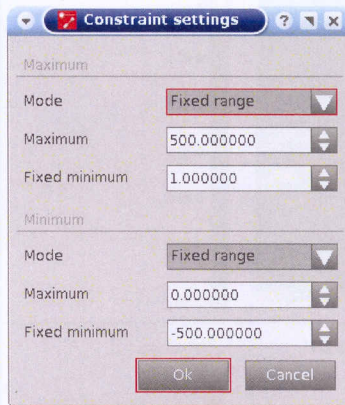 Constraint settings ?
Maximum
Mode Fixed range
Maximum 500.000000
Fixed minimum 1.000000
Minimum
Mode Fixed range
Maximum 0.000000
Fixed minimum -500.000000
Ok Cancel